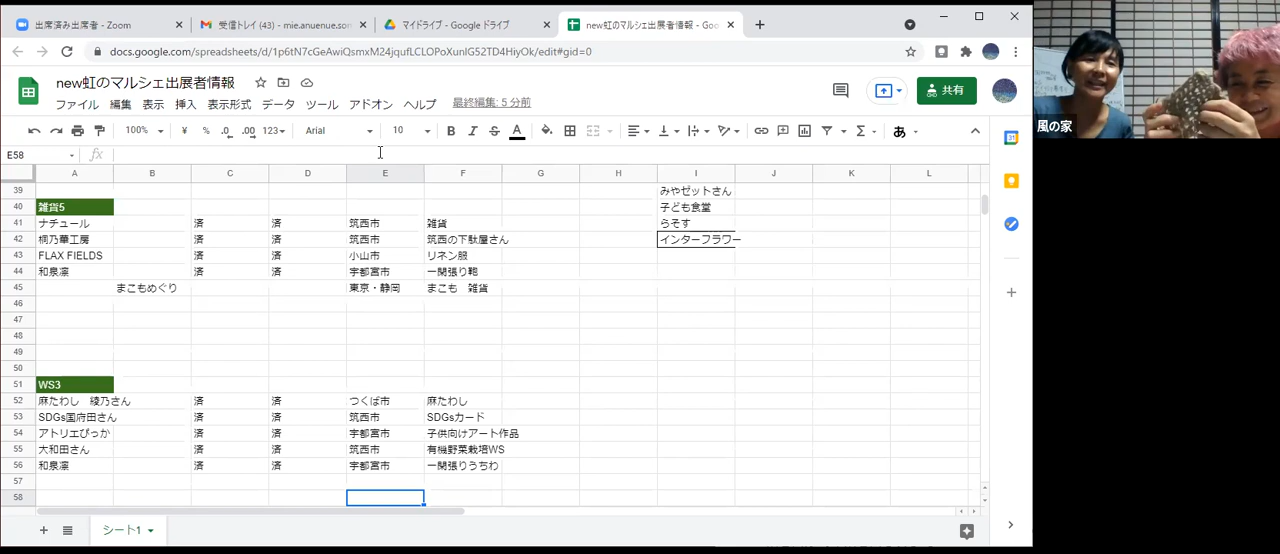 出席済み出席者 - Zoom
受信トレイ (43) - mie.anuenue.son
マイドライブ - Google ドライブ
new虹のマルシェ出展者情報 - Goo
docs.google.com/spreadsheets/d/1p6tN7cGeAwiQsmxM24jqufLCLOPoXunIG52TD4HiyOk/edit#gid=0
new虹のマルシェ出展者情報
ファイル 編集 表示 挿入 表示形式 データ ツール アドオン ヘルプ 最終編集: 5 分前
共有
100% ¥ % .0 .00 123 Arial 10 B I S A Σ あ
E58 fx
A B C D E F G H I J K L
39 みやゼットさん
40 雑貨5 子ども食堂
41 ナチュール 済 済 筑西市 雑貨 らそす
42 桐乃華工房 済 済 筑西市 筑西の下駄屋さん インターフラワー
43 FLAX FIELDS 済 済 小山市 リネン服
44 和泉凛 済 済 宇都宮市 一閑張り鞄
45 まこもめぐり 東京・静岡 まこも 雑貨
46
47
48
49
50
51 WS3
52 麻たわし 綾乃さん 済 済 つくば市 麻たわし
53 SDGs国府田さん 済 済 筑西市 SDGsカード
54 アトリエぴっか 済 済 宇都宮市 子供向けアート作品
55 大和田さん 済 済 筑西市 有機野菜栽培WS
56 和泉凛 済 済 宇都宮市 一閑張りうちわ
57
58
シート1
31
風の家